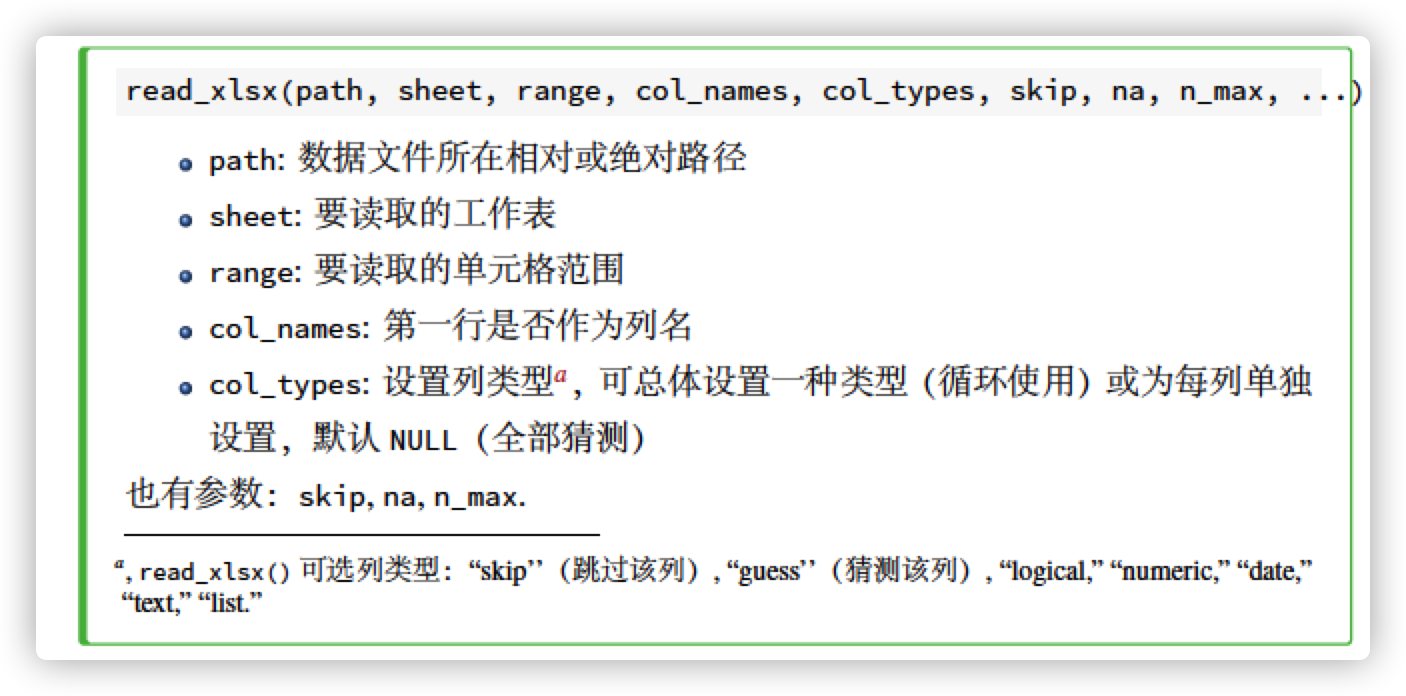 read_xlsx(path, sheet, range, col_names, col_types, skip, na, n_max, ...)
path: 数据文件所在相对或绝对路径
sheet: 要读取的工作表
range: 要读取的单元格范围
col_names: 第一行是否作为列名
col_types: 设置列类型a, 可总体设置一种类型 (循环使用) 或为每列单独
设置, 默认 NULL (全部猜测)
也有参数: skip, na, n_max.
a, read_xlsx() 可选列类型: “skip’’ (跳过该列) , “guess’’ (猜测该列) , “logical,” “numeric,” “date,”
“text,” “list.”